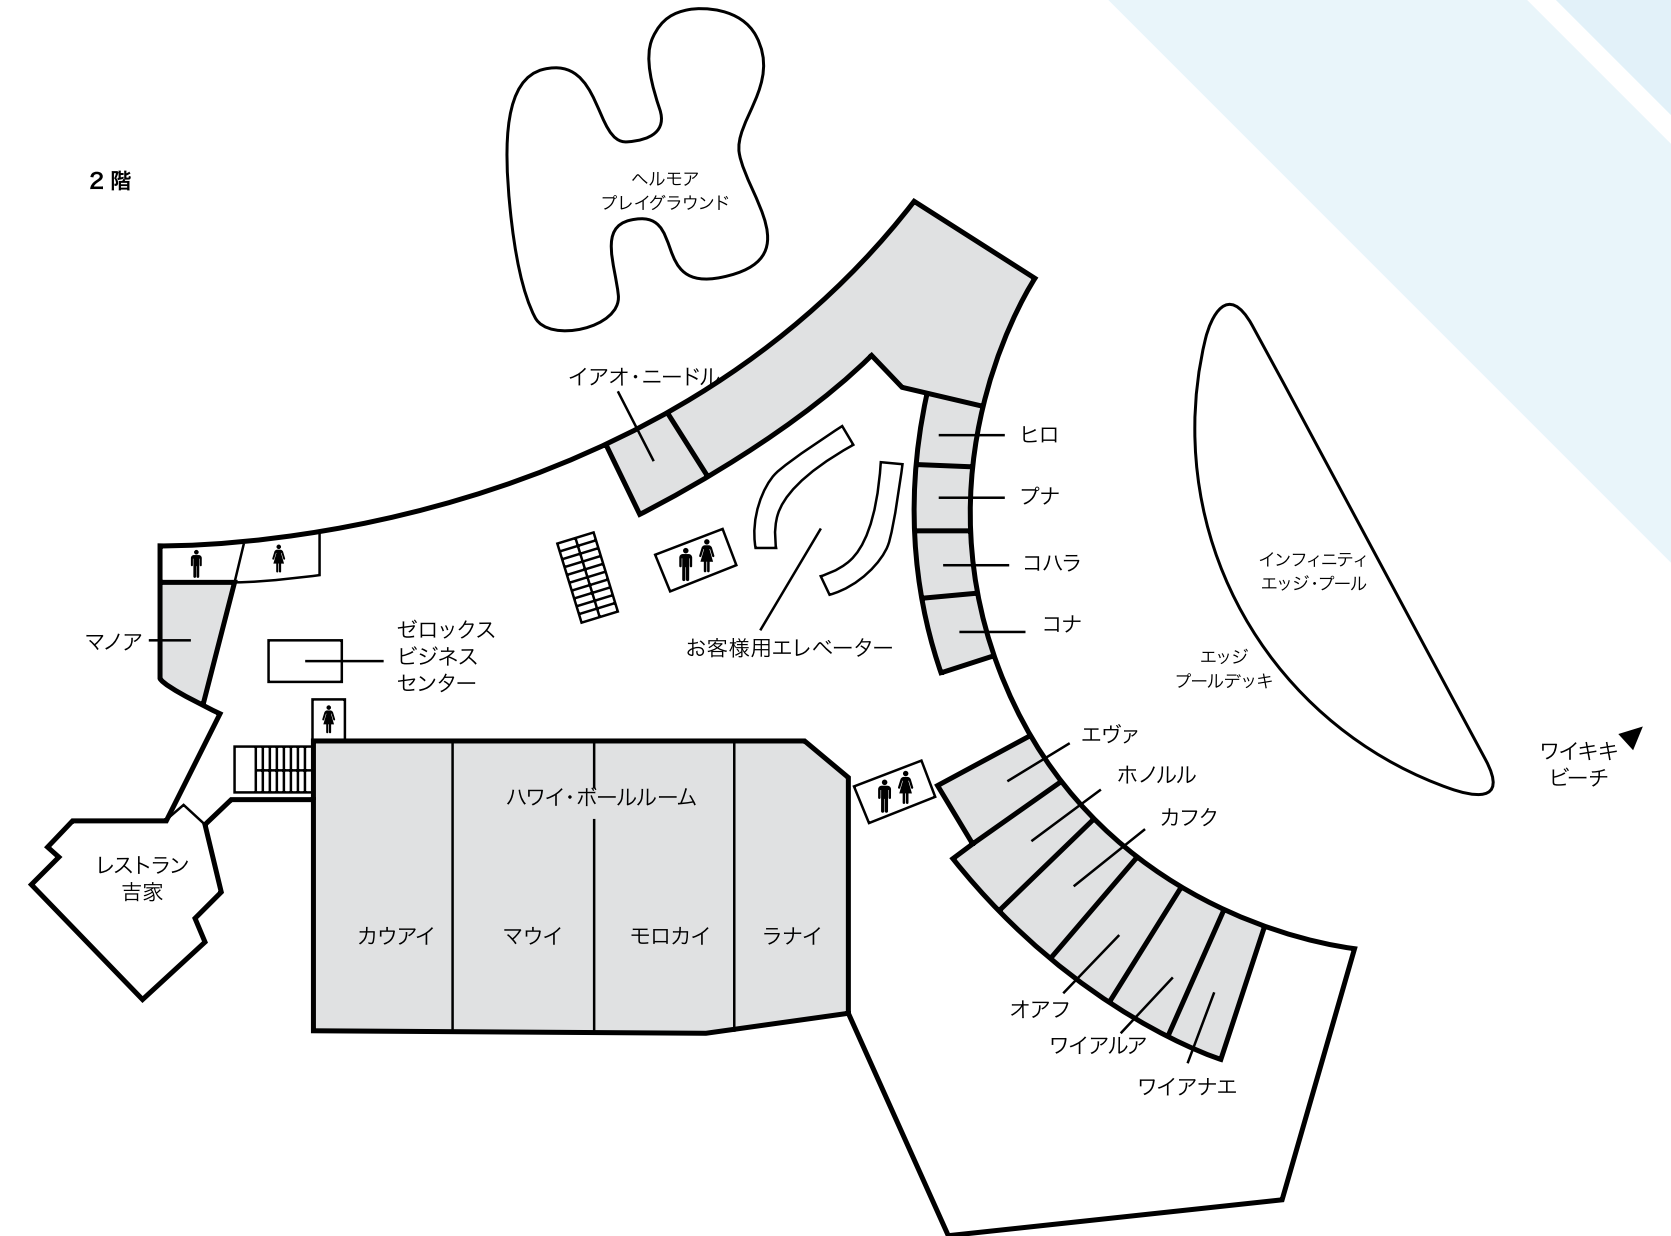 2 階
ヘルモア
プレイグラウンド
イアオ・ニードル
ヒロ
プナ
コハラ
コナ
インフィニティ
エッジ・プール
エッジ
プールデッキ
ワイキキ
ビーチ
マノア
ゼロックス
ビジネス
センター
お客様用エレベーター
エヴァ
ホノルル
カフク
ハワイ・ボールルーム
レストラン
吉家
カウアイ
マウイ
モロカイ
ラナイ
オアフ
ワイアルア
ワイアナエ